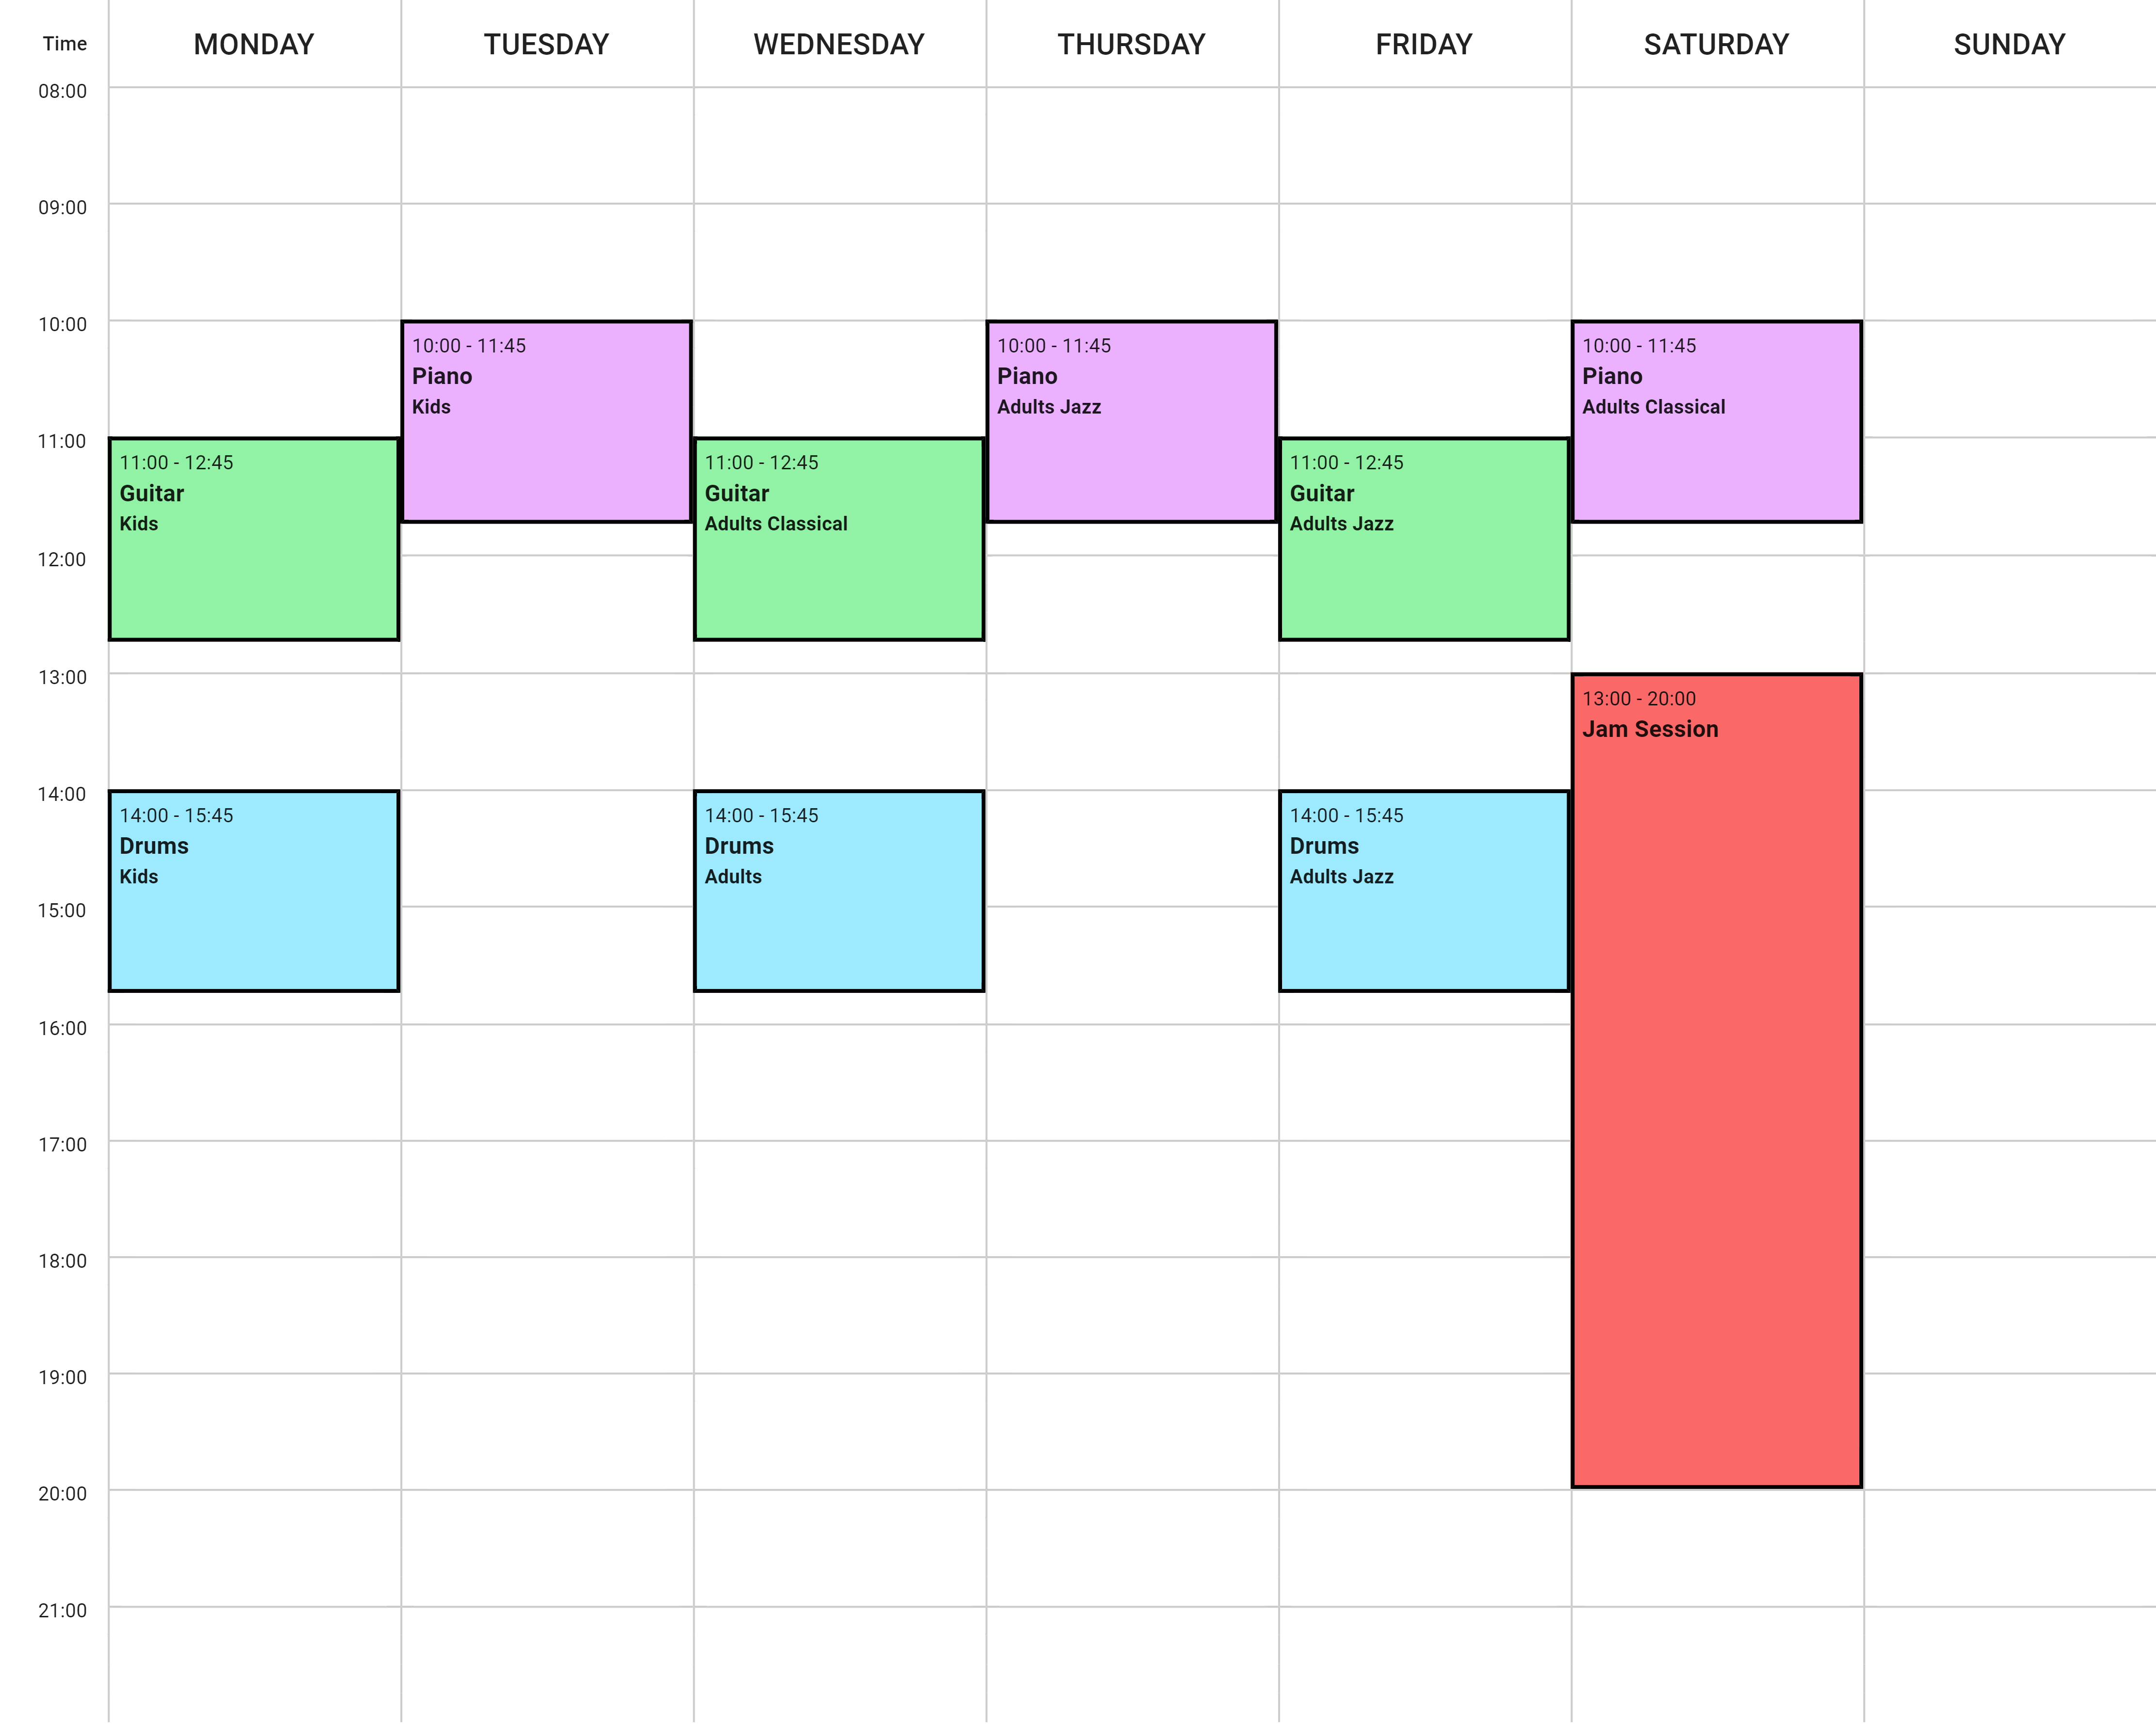 Time
MONDAY
TUESDAY
WEDNESDAY
THURSDAY
FRIDAY
SATURDAY
SUNDAY
08:00
09:00
10:00
10:00 - 11:45
Piano
Kids
10:00 - 11:45
Piano
Adults Jazz
10:00 - 11:45
Piano
Adults Classical
11:00
11:00 - 12:45
Guitar
Kids
11:00 - 12:45
Guitar
Adults Classical
11:00 - 12:45
Guitar
Adults Jazz
12:00
13:00
13:00 - 20:00
Jam Session
14:00
14:00 - 15:45
Drums
Kids
14:00 - 15:45
Drums
Adults
14:00 - 15:45
Drums
Adults Jazz
15:00
16:00
17:00
18:00
19:00
20:00
21:00